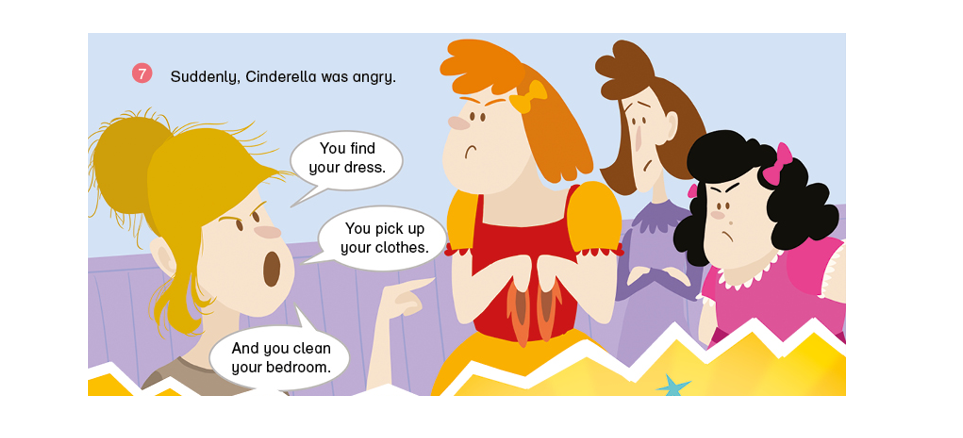 7 Suddenly, Cinderella was angry.
You find
your dress.
You pick up
your clothes.
And you clean
your bedroom.